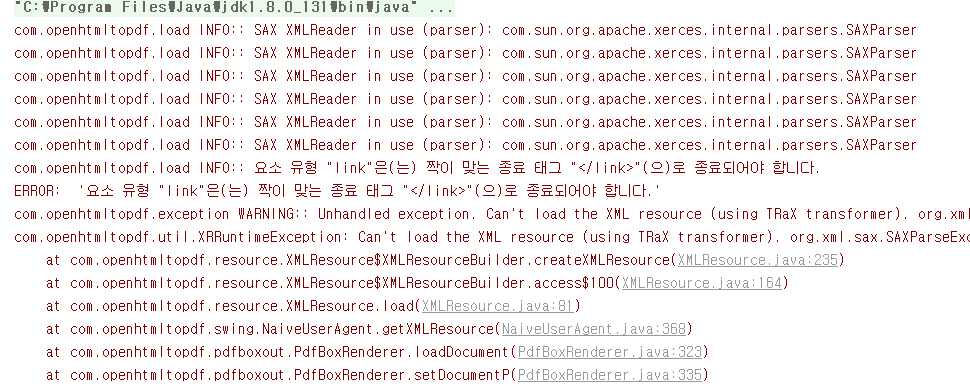 "C:\Program Files\Java\jdk1.8.0_131\bin\java" ...
com.openhtmltopdf.load INFO:: SAX XMLReader in use (parser): com.sun.org.apache.xerces.internal.parsers.SAXParser
com.openhtmltopdf.load INFO:: SAX XMLReader in use (parser): com.sun.org.apache.xerces.internal.parsers.SAXParser
com.openhtmltopdf.load INFO:: SAX XMLReader in use (parser): com.sun.org.apache.xerces.internal.parsers.SAXParser
com.openhtmltopdf.load INFO:: SAX XMLReader in use (parser): com.sun.org.apache.xerces.internal.parsers.SAXParser
com.openhtmltopdf.load INFO:: SAX XMLReader in use (parser): com.sun.org.apache.xerces.internal.parsers.SAXParser
com.openhtmltopdf.load INFO:: SAX XMLReader in use (parser): com.sun.org.apache.xerces.internal.parsers.SAXParser
com.openhtmltopdf.load INFO:: 요소 유형 "link"은(는) 짝이 맞는 종료 태그 "</link>"(으)로 종료되어야 합니다.
ERROR:  '요소 유형 "link"은(는) 짝이 맞는 종료 태그 "</link>"(으)로 종료되어야 합니다.'
com.openhtmltopdf.exception WARNING:: Unhandled exception. Can't load the XML resource (using TRaX transformer). org.xml
com.openhtmltopdf.util.XRRuntimeException: Can't load the XML resource (using TRaX transformer). org.xml.sax.SAXParseExc
at com.openhtmltopdf.resource.XMLResource$XMLResourceBuilder.createXMLResource(XMLResource.java:235)
at com.openhtmltopdf.resource.XMLResource$XMLResourceBuilder.access$100(XMLResource.java:164)
at com.openhtmltopdf.resource.XMLResource.load(XMLResource.java:81)
at com.openhtmltopdf.swing.NaiveUserAgent.getXMLResource(NaiveUserAgent.java:368)
at com.openhtmltopdf.pdfboxout.PdfBoxRenderer.loadDocument(PdfBoxRenderer.java:323)
at com.openhtmltopdf.pdfboxout.PdfBoxRenderer.setDocumentP(PdfBoxRenderer.java:335)